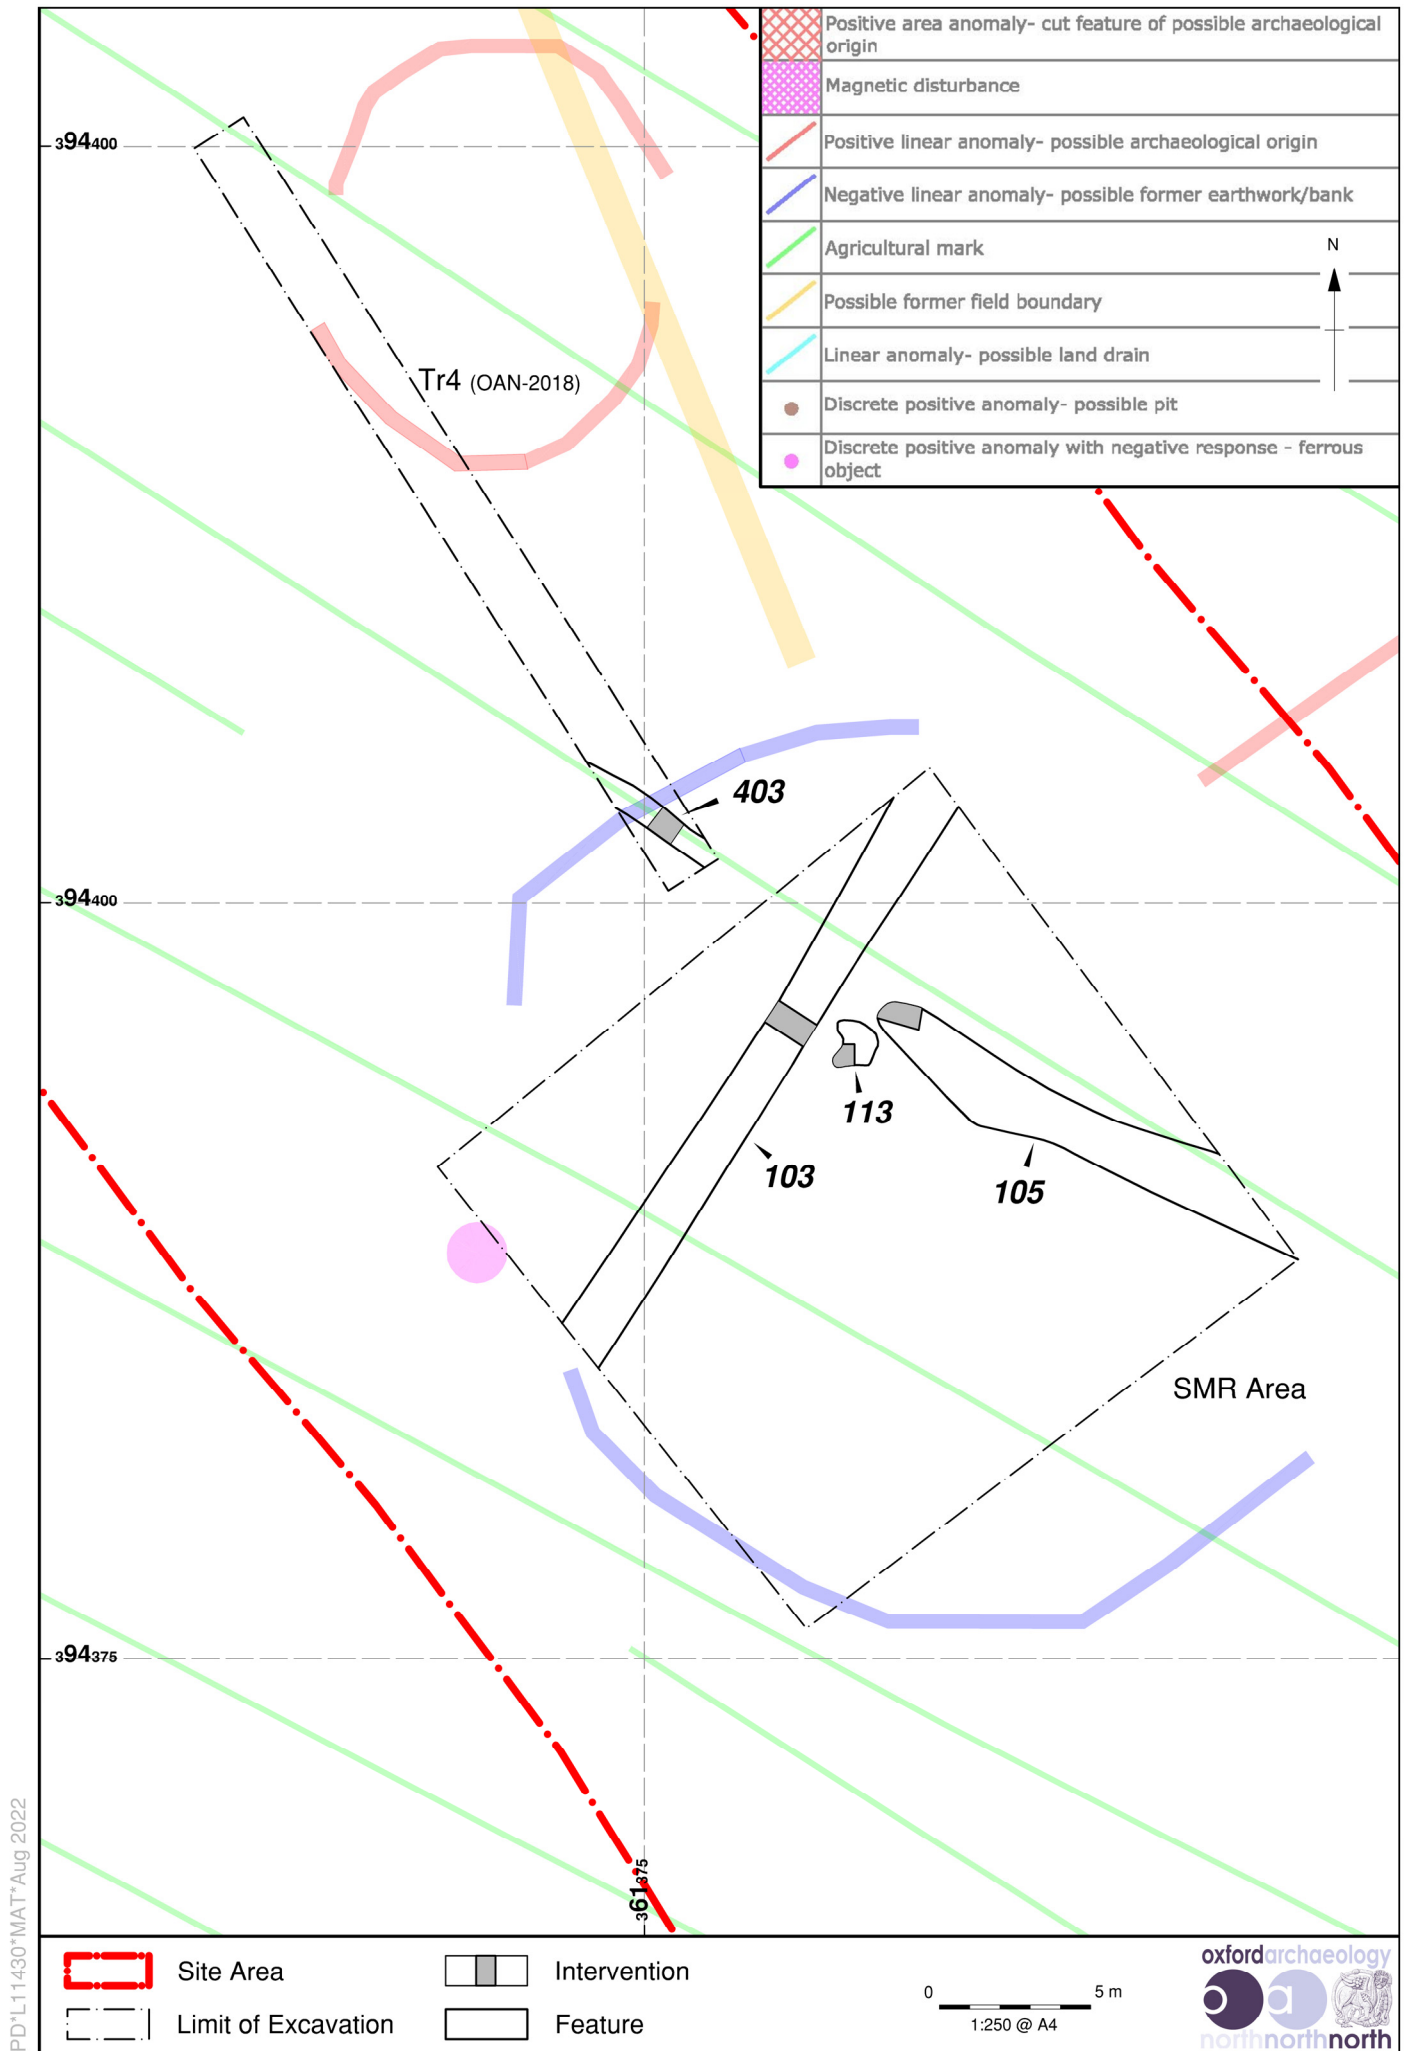 Positive area anomaly- cut feature of possible archaeological
origin
Magnetic disturbance
Positive linear anomaly- possible archaeological origin
Negative linear anomaly- possible former earthwork/bank
Agricultural mark
N
Possible former field boundary
Linear anomaly- possible land drain
Discrete positive anomaly- possible pit
Discrete positive anomaly with negative response - ferrous
object
394400
Tr4 (OAN-2018)
403
394400
113
103
105
SMR Area
394375
361375
PD*L11430*MAT*Aug 2022
Site Area
Limit of Excavation
Intervention
Feature
0 5 m
1:250 @ A4
oxfordarchaeology
oa
northnorthnorth